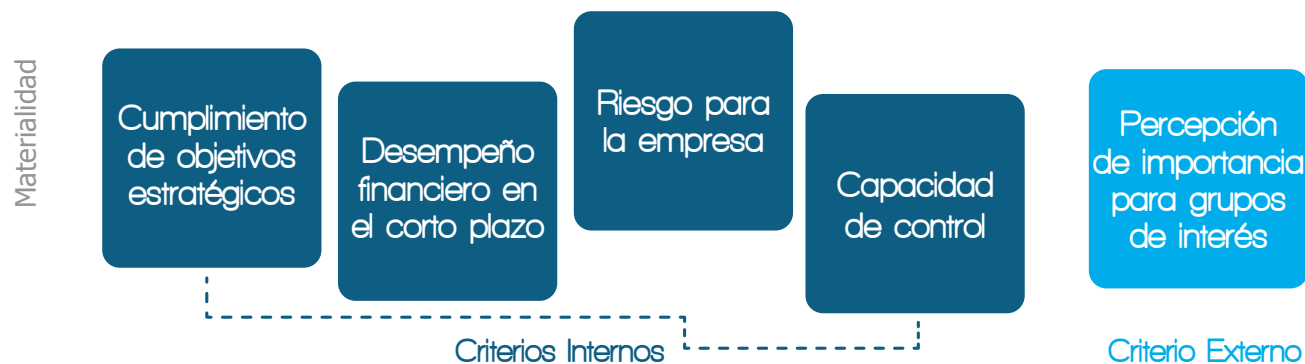 Materialidad
Cumplimiento
de objetivos
estratégicos
Desempeño
financiero en
el corto plazo
Riesgo para
la empresa
Capacidad
de control
Percepción
de importancia
para grupos
de interés
Criterios Internos
Criterio Externo